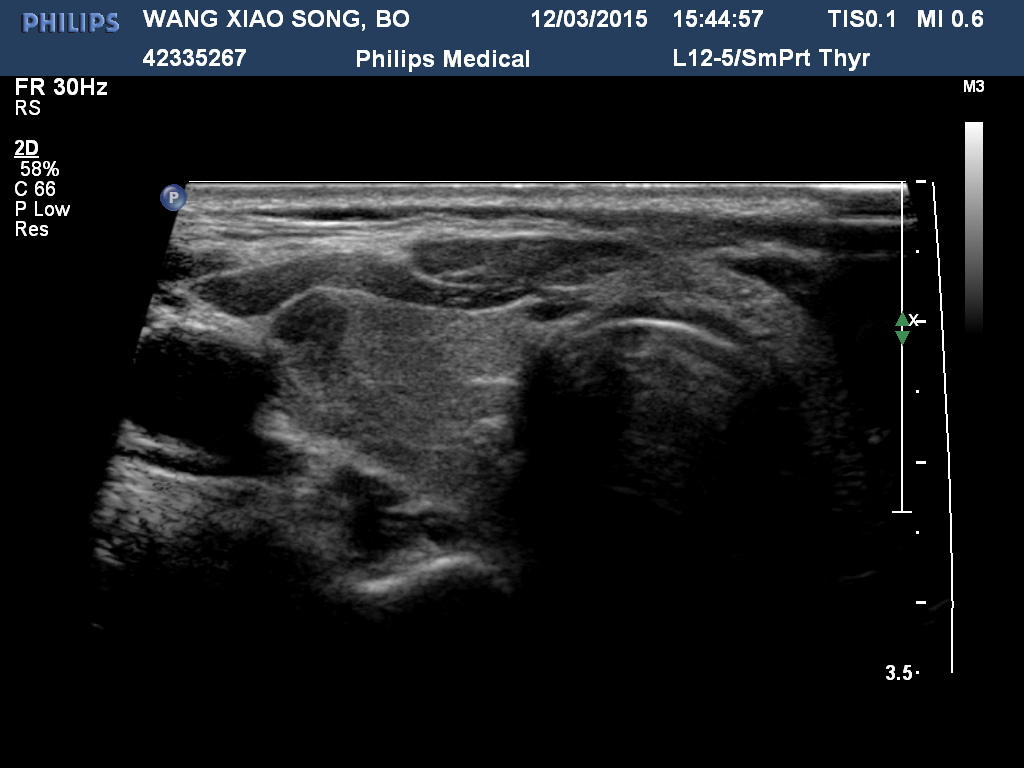 PHILIPS WANG XIAO SONG, BO 12/03/2015 15:44:57 TIS0.1 MI 0.6
42335267 Philips Medical L12-5/SmPrt Thyr
FR 30Hz M3
RS
2D
58%
C 66
P Low
Res
P
X
3.5